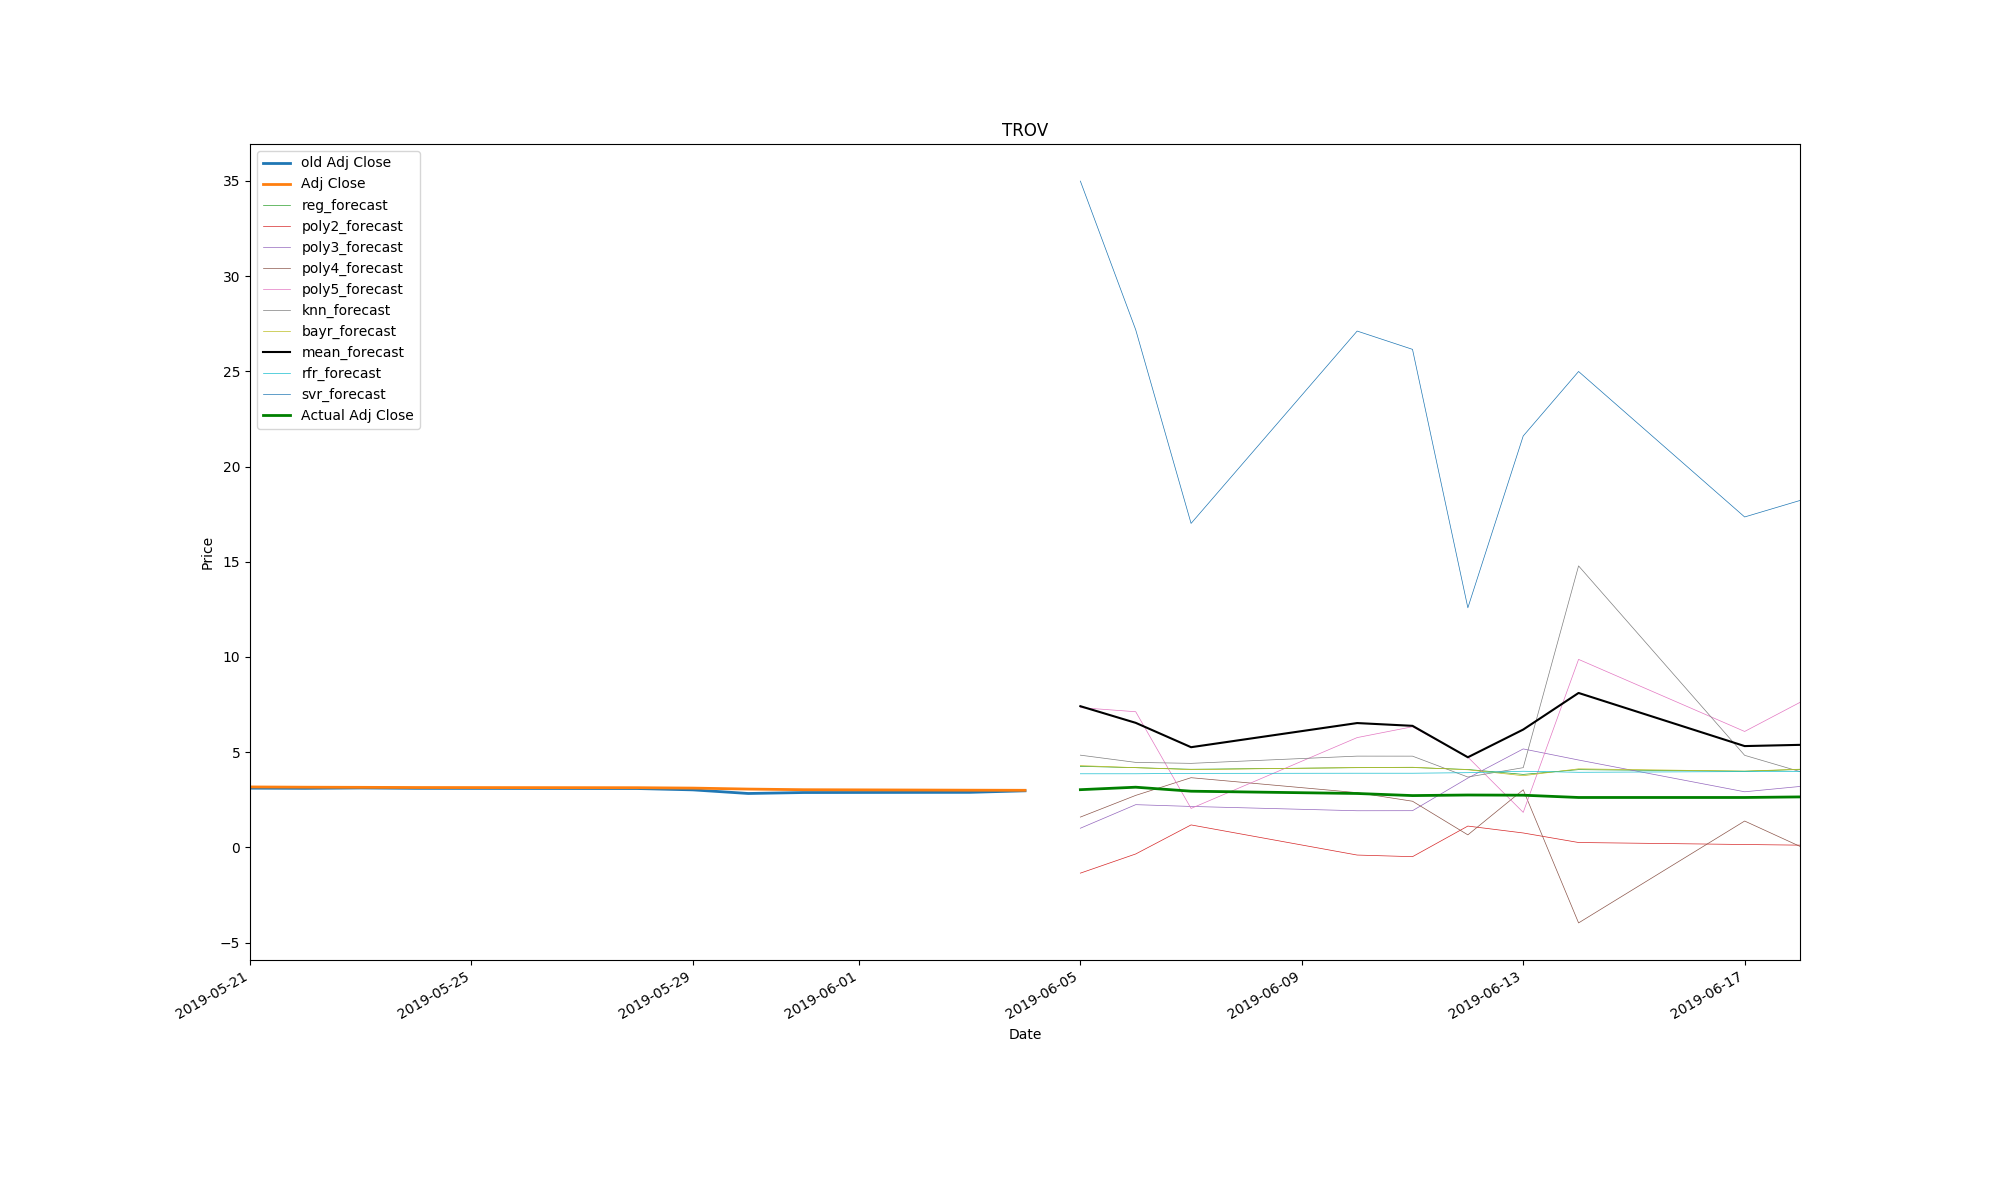 TROV
old Adj Close
Adj Close
reg_forecast
poly2_forecast
poly3_forecast
poly4_forecast
poly5_forecast
knn_forecast
bayr_forecast
mean_forecast
rfr_forecast
svr_forecast
Actual Adj Close
35
30
25
20
15
10
5
0
−5
Price
2019-05-21
2019-05-25
2019-05-29
2019-06-01
2019-06-05
2019-06-09
2019-06-13
2019-06-17
Date